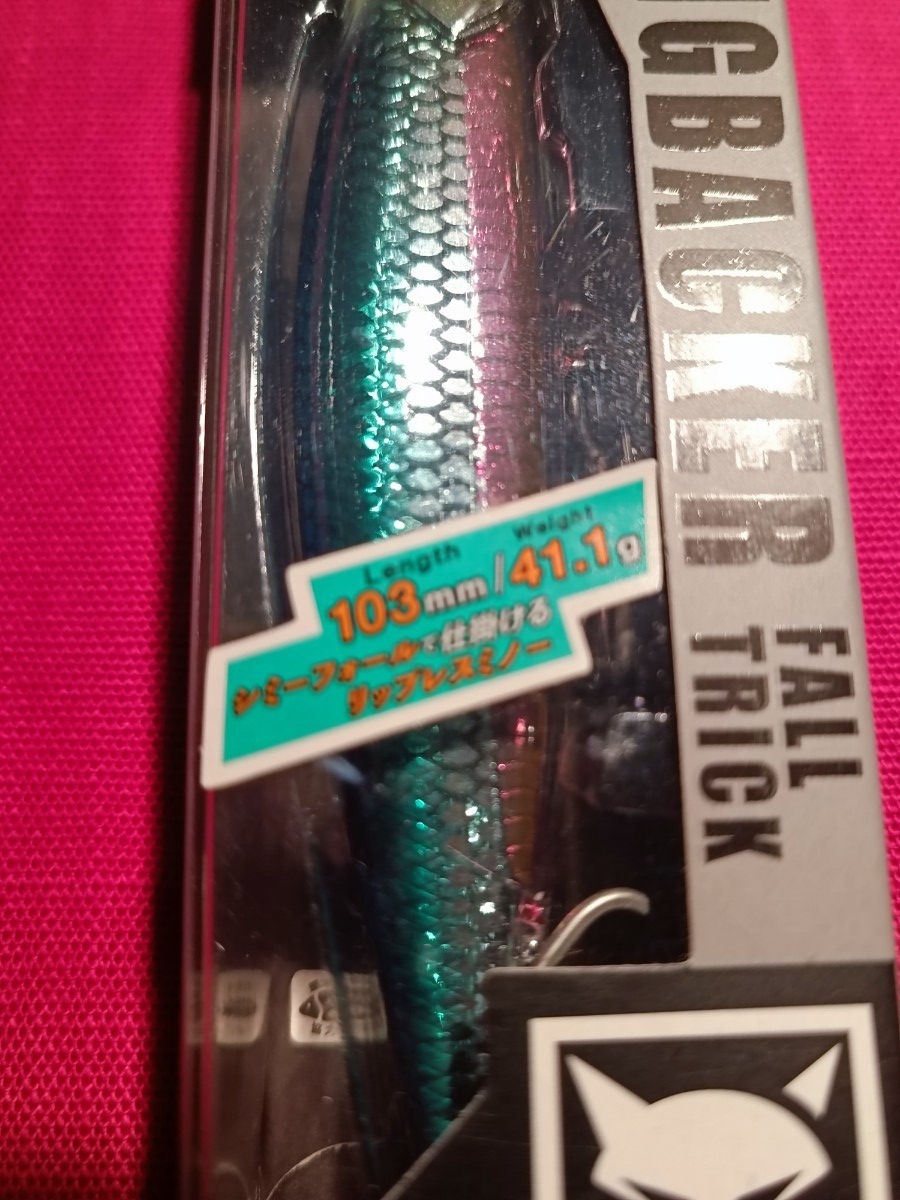 NGBACKER
FALL
TRICK
Length Weight
103mm/41.1g
シミーフォールで仕掛ける
リップレスミノー